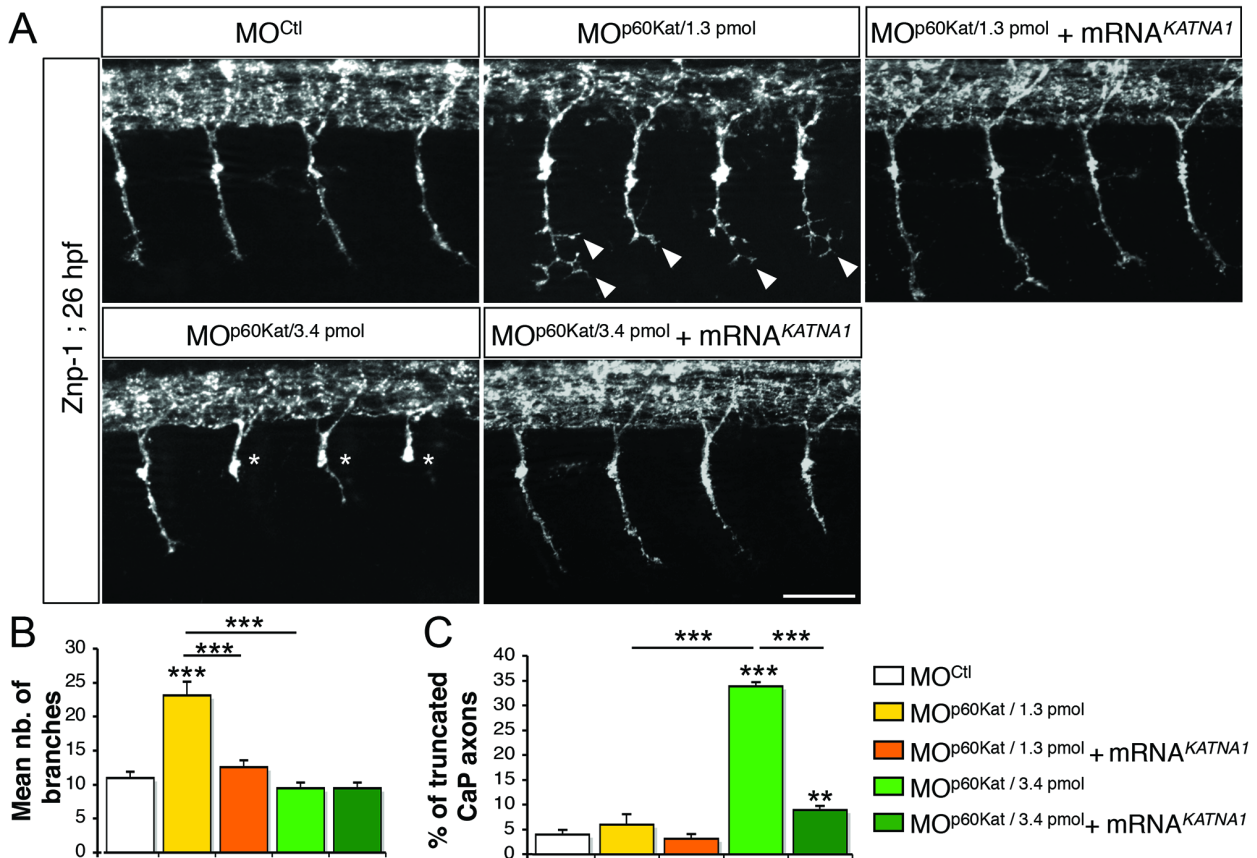 A
MOCtl
MOp60Kat/1.3 pmol
MOp60Kat/1.3 pmol + mRNAKATNA1
Znp-1 ; 26 hpf
MOp60Kat/3.4 pmol
MOp60Kat/3.4 pmol + mRNAKATNA1
*
*
*
B
Mean nb. of
branches
30
25
20
15
10
5
0
***
***
***
C
% of truncated
CaP axons
40
35
30
25
20
15
10
5
0
***
***
***
**
MOCtl
MOp60Kat / 1.3 pmol
MOp60Kat / 1.3 pmol + mRNAKATNA1
MOp60Kat / 3.4 pmol
MOp60Kat / 3.4 pmol + mRNAKATNA1